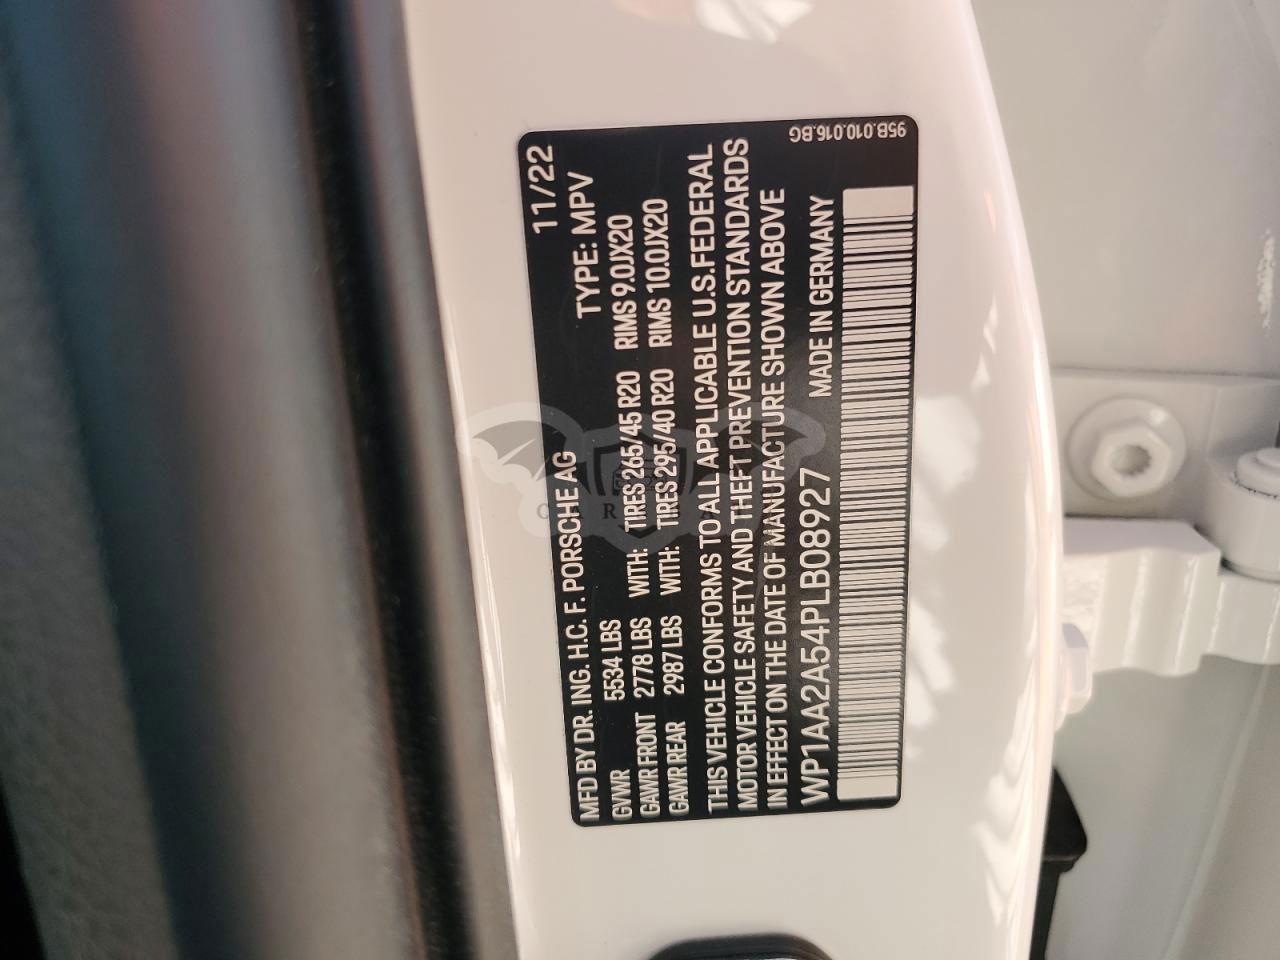 MFD BY DR. ING. H.C. F. PORSCHE AG 11/22
GVWR 5534 LBS TYPE: MPV
GAWR FRONT 2778 LBS WITH: TIRES 265/45 R20 RIMS 9.0JX20
GAWR REAR 2987 LBS WITH: TIRES 295/40 R20 RIMS 10.0JX20
THIS VEHICLE CONFORMS TO ALL APPLICABLE U.S.FEDERAL
MOTOR VEHICLE SAFETY AND THEFT PREVENTION STANDARDS
IN EFFECT ON THE DATE OF MANUFACTURE SHOWN ABOVE
WP1AA2A54PLB08927 MADE IN GERMANY
95B.010.016.BG